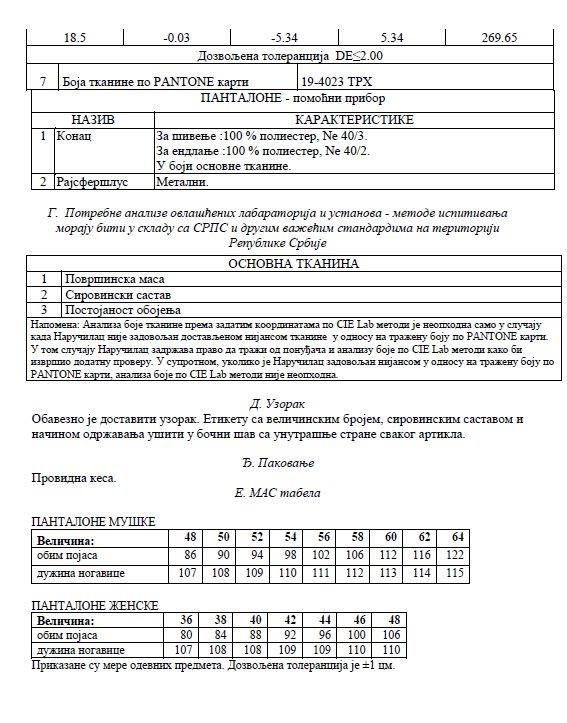 18.5 -0.03 -5.34 5.34 269.65
Дозвољена толеранција DE≤2.00
7 Боја тканине по PANTONE карти 19-4023 TPX
ПАНТАЛОНЕ - помоћни прибор
НАЗИВ КАРАКТЕРИСТИКЕ
1 Конац За шивење :100 % полиестер, Ne 40/3.
За ендлање :100 % полиестер, Ne 40/2.
У боји основне тканине.
2 Рајсфершлус Метални.
Г. Потребне анализе овлашћених лабараторија и установа - методе испитивања
морају бити у складу са СРПС и другим важећим стандардима на територији
Републике Србије
ОСНОВНА ТКАНИНА
1 Површинска маса
2 Сировински састав
3 Постојаност обојења
Напомена: Анализа боје тканине према задатим координатама по CIE Lab методи је неопходна само у случају
када Наручилац није задовољан достављеном нијансом тканине у односу на тражену боју по PANTONE карти.
У том случају Наручилац задржава право да тражи од понуђача и анализу боје по CIE Lab методи како би
извршио додатну проверу. У супротном, уколико је Наручилац задовољан нијансом у односу на тражену боју по
PANTONE карти, анализа боје по CIE Lab методи није неопходна.
Д. Узорак
Обавезно је доставити узорак. Етикету са величинским бројем, сировинским саставом и
начином одржавања ушити у бочни шав са унутрашње стране сваког артикла.
Ђ. Паковање
Провидна кеса.
Е. МАС табела
ПАНТАЛОНЕ МУШКЕ
Величина: 48 50 52 54 56 58 60 62 64
обим појаса 86 90 94 98 102 106 112 116 122
дужина ногавице 107 108 109 110 111 112 113 114 115
ПАНТАЛОНЕ ЖЕНСКЕ
Величина: 36 38 40 42 44 46 48
обим појаса 80 84 88 92 96 100 106
дужина ногавице 107 108 108 109 109 110 110
Приказане су мере одевних предмета. Дозвољена толеранција је ±1 цм.